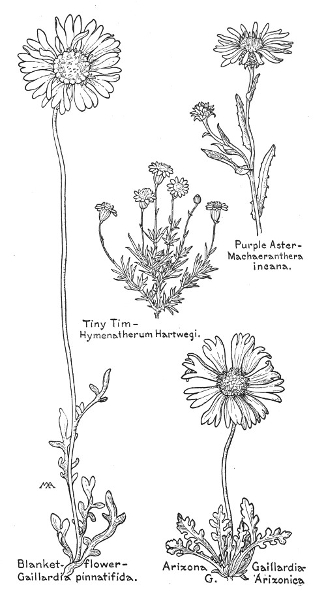 Purple Aster-
Machaeranthera
incana.
Tiny Tim-
Hymenatherum Hartwegi.
MA
Blanket- flower-
Gaillardia pinnatifida.
Arizona Gaillardia
G. Arizonica